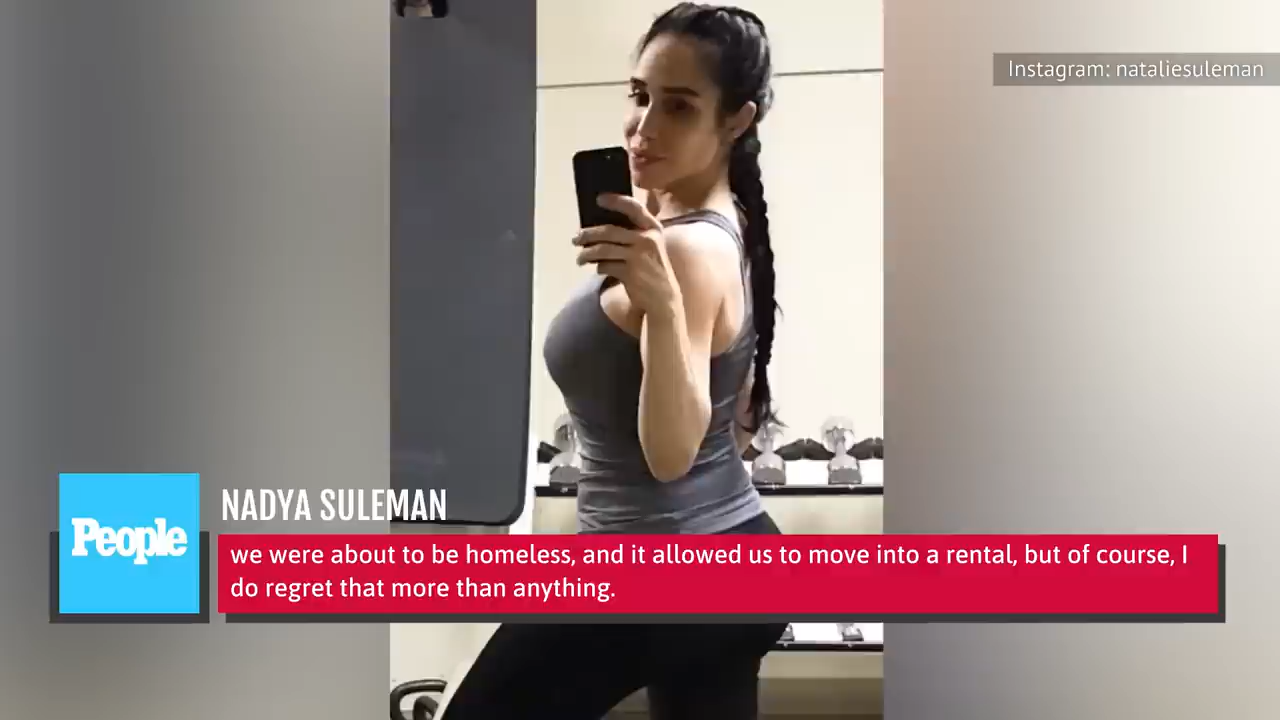 Instagram: nataliesuleman
NADYA SULEMAN
People
we were about to be homeless, and it allowed us to move into a rental, but of course, I
do regret that more than anything.